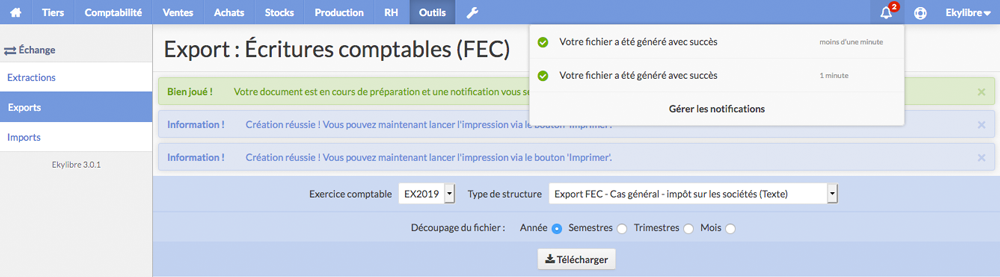 Tiers Comptabilité Ventes Achats Stocks Production RH Outils 2 Ekylibre
Échange
Extractions
Exports
Imports
Ekylibre 3.0.1
Export : Écritures comptables (FEC)
Votre fichier a été généré avec succès moins d'une minute
Votre fichier a été généré avec succès 1 minute
Gérer les notifications
Bien joué ! Votre document est en cours de préparation et une notification vous se
Information ! Création réussie ! Vous pouvez maintenant lancer l'impression via le bouton 'Imprimer'.
Information ! Création réussie ! Vous pouvez maintenant lancer l'impression via le bouton 'Imprimer'.
Exercice comptable EX2019 Type de structure Export FEC - Cas général - impôt sur les sociétés (Texte)
Découpage du fichier : Année Semestres Trimestres Mois
Télécharger